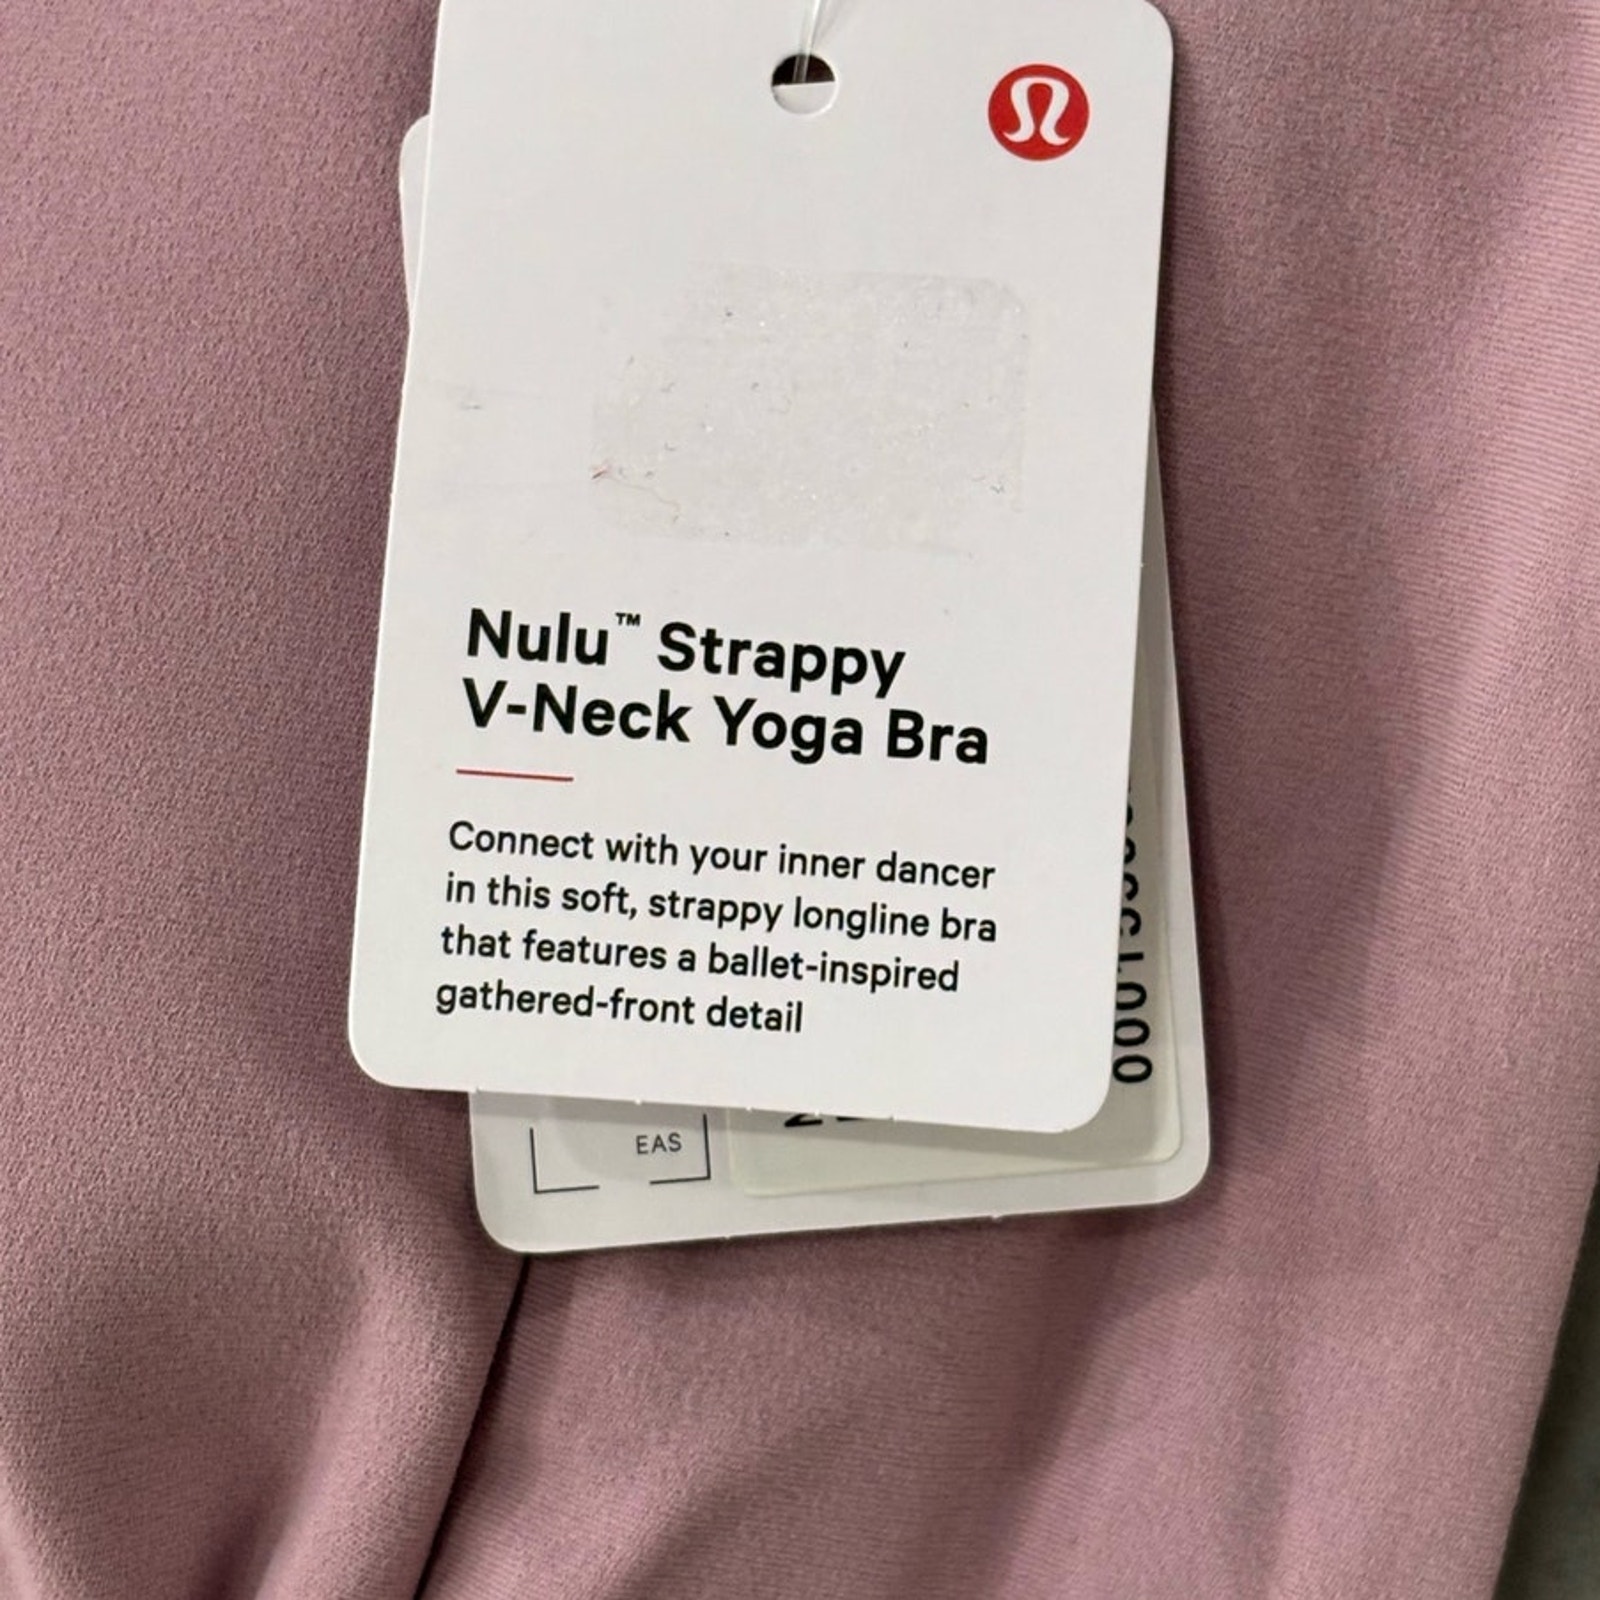 Nulu™ Strappy
V-Neck Yoga Bra
Connect with your inner dancer
in this soft, strappy longline bra
that features a ballet-inspired
gathered-front detail
EAS